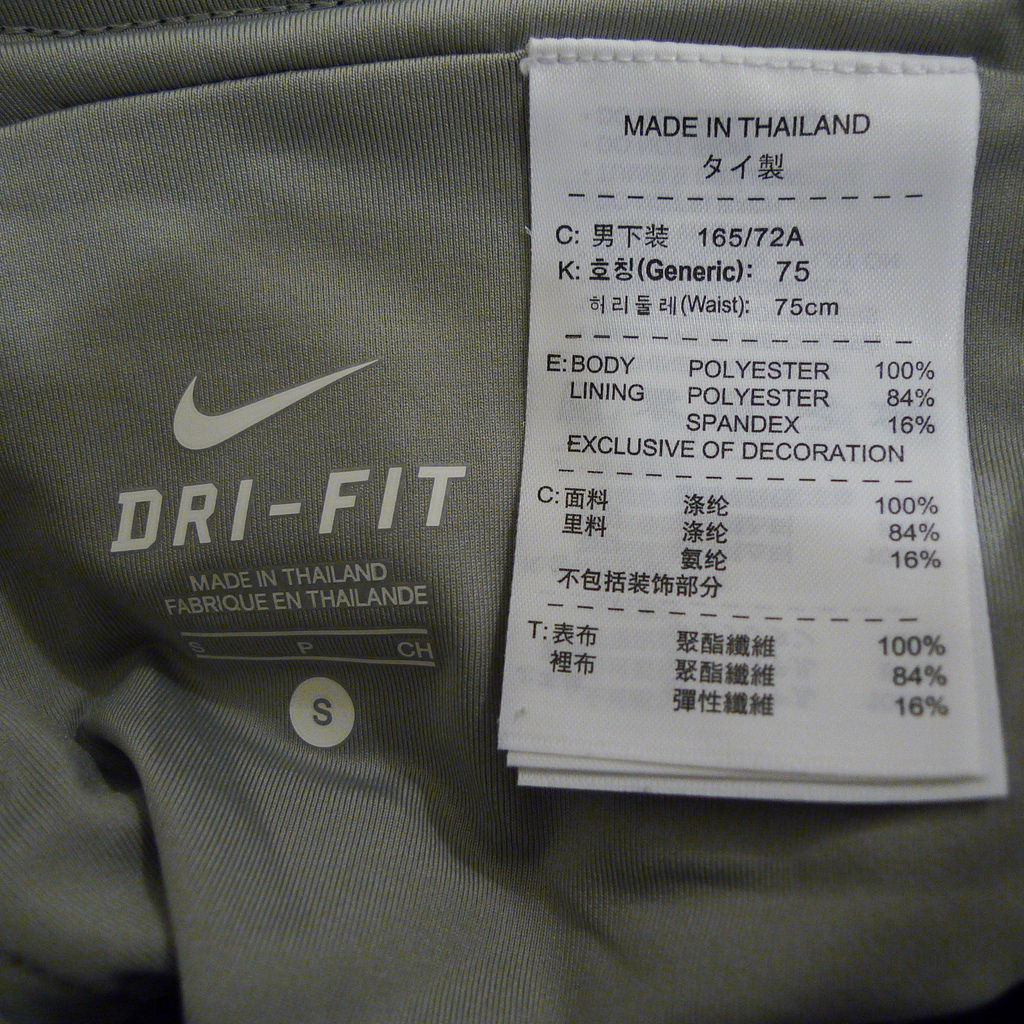 DRI-FIT
MADE IN THAILAND
FABRIQUE EN THAILANDE
S P CH
S
MADE IN THAILAND
タイ製
C: 男下装 165/72A
K: 호칭(Generic): 75
허리둘레(Waist): 75cm
E: BODY POLYESTER 100%
LINING POLYESTER 84%
SPANDEX 16%
EXCLUSIVE OF DECORATION
C: 面料 涤纶 100%
里料 涤纶 84%
氨纶 16%
不包括装饰部分
T: 表布 聚酯纖維 100%
裡布 聚酯纖維 84%
彈性纖維 16%